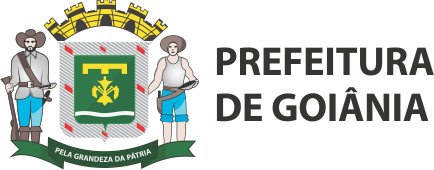 PREFEITURA
DE GOIÂNIA
PELA GRANDEZA DA PÁTRIA